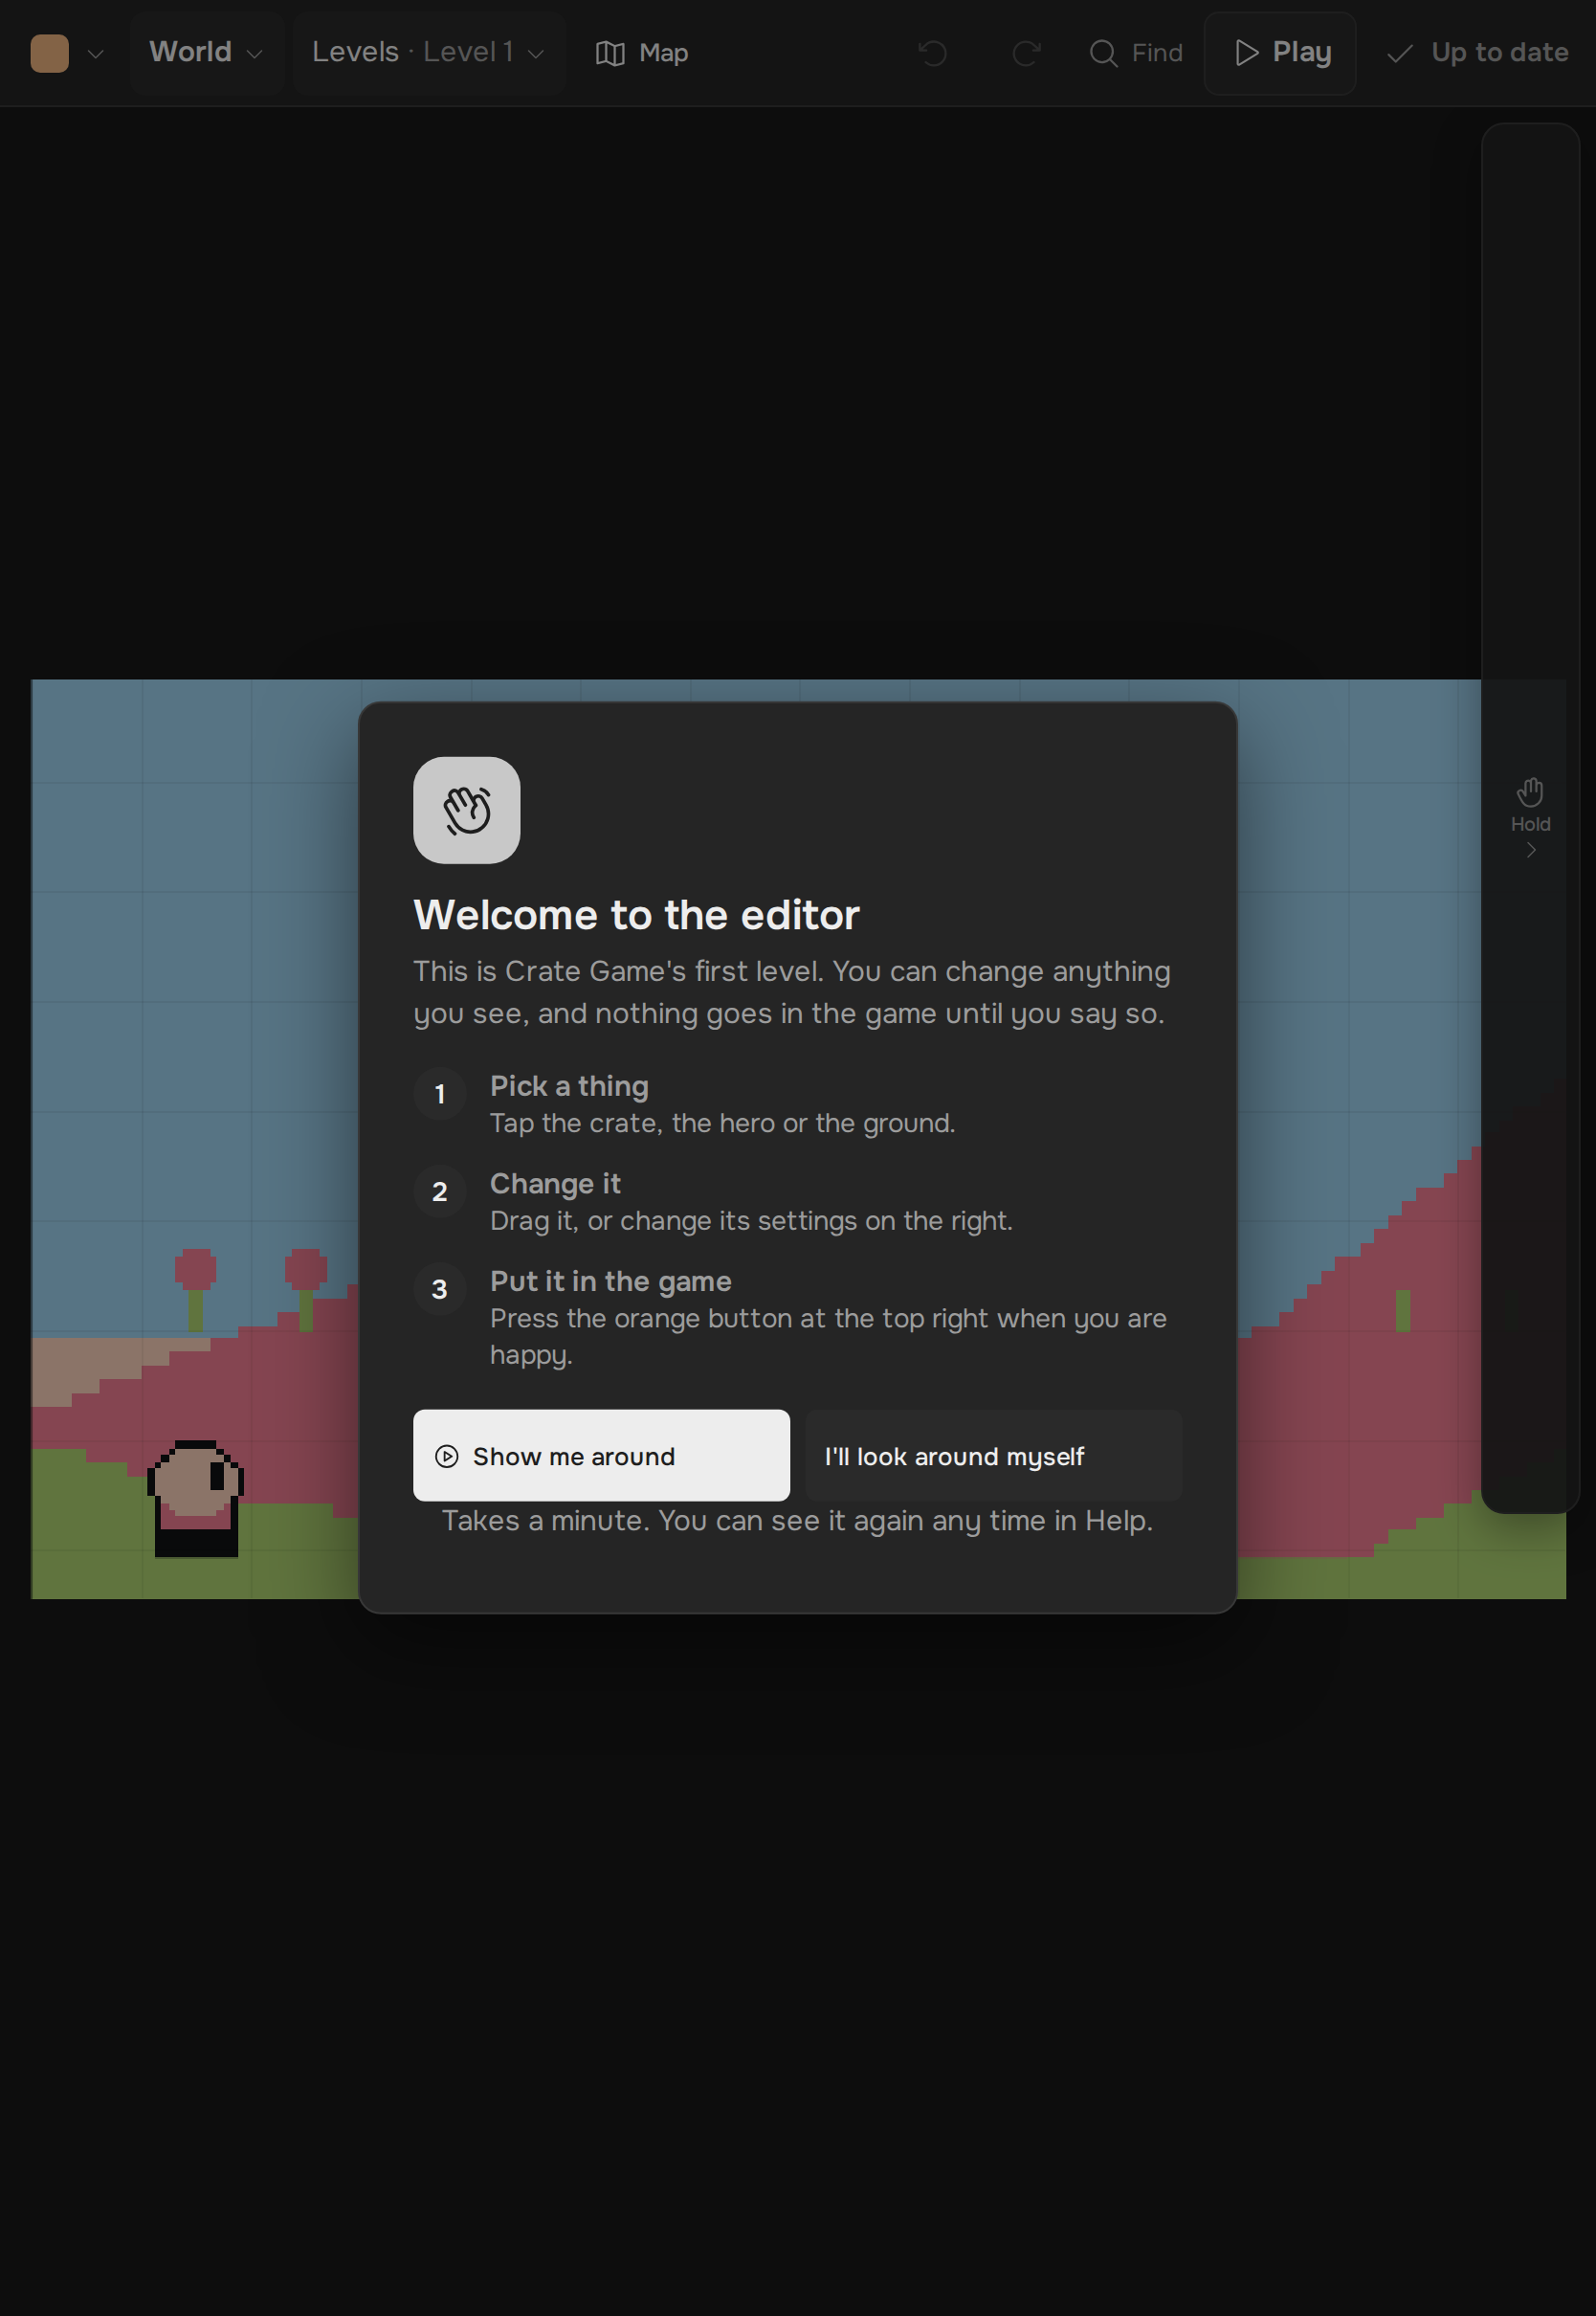 World
Levels · Level 1
Map
Find
Play
Up to date
Hold
Welcome to the editor
This is Crate Game's first level. You can change anything
you see, and nothing goes in the game until you say so.
1
Pick a thing
Tap the crate, the hero or the ground.
2
Change it
Drag it, or change its settings on the right.
3
Put it in the game
Press the orange button at the top right when you are
happy.
Show me around
I'll look around myself
Takes a minute. You can see it again any time in Help.